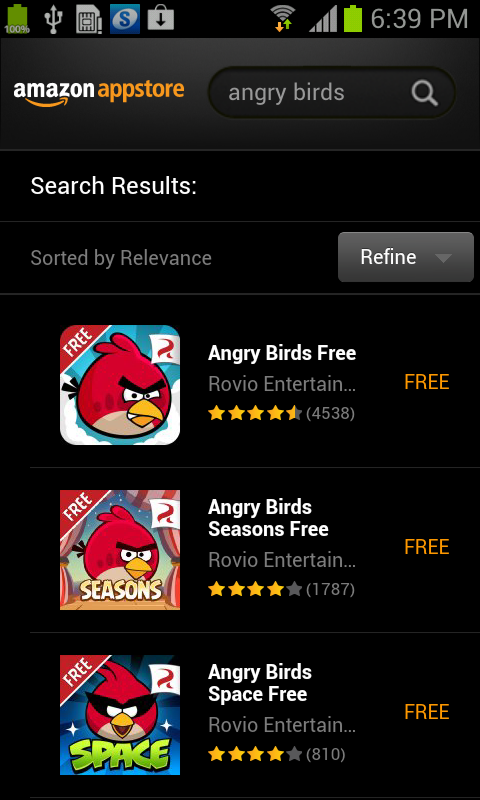 100%
6:39 PM
amazon appstore
angry birds
Search Results:
Sorted by Relevance
Refine
FREE
Angry Birds Free
Rovio Entertain...
(4538)
FREE
FREE
SEASONS
Angry Birds
Seasons Free
Rovio Entertain...
(1787)
FREE
FREE
SPACE
Angry Birds
Space Free
Rovio Entertain...
(810)
FREE